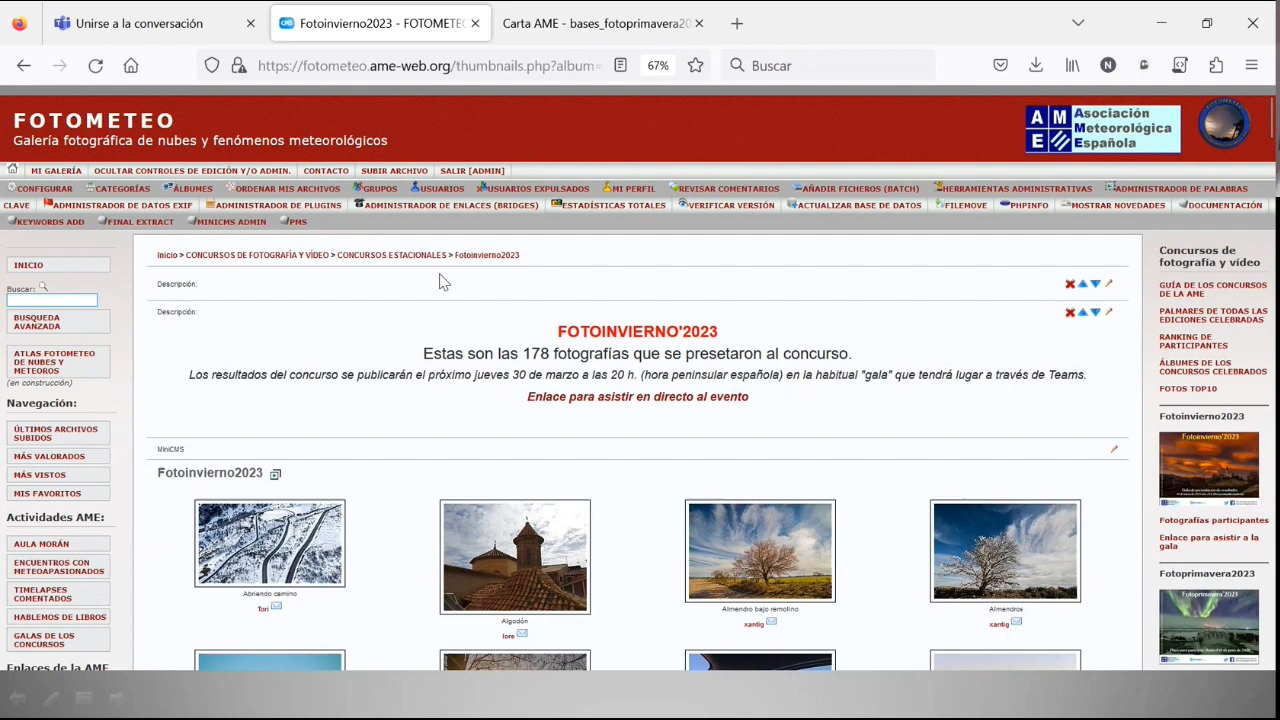 Unirse a la conversación
Fotoinvierno2023 - FOTOMETEO
Carta AME - bases_fotoprimavera20
https://fotometeo.ame-web.org/thumbnails.php?album=
67%
Buscar
FOTOMETEO
Galería fotográfica de nubes y fenómenos meteorológicos
A M E
Asociación
Meteorológica
Española
MI GALERÍA OCULTAR CONTROLES DE EDICIÓN Y/O ADMIN. CONTACTO SUBIR ARCHIVO SALIR [ADMIN]
CONFIGURAR CATEGORÍAS ÁLBUMES ORDENAR MIS ARCHIVOS GRUPOS USUARIOS USUARIOS EXPULSADOS MI PERFIL REVISAR COMENTARIOS AÑADIR FICHEROS (BATCH) HERRAMIENTAS ADMINISTRATIVAS ADMINISTRADOR DE PALABRAS
CLAVE ADMINISTRADOR DE DATOS EXIF ADMINISTRADOR DE PLUGINS ADMINISTRADOR DE ENLACES (BRIDGES) ESTADÍSTICAS TOTALES VERIFICAR VERSIÓN ACTUALIZAR BASE DE DATOS FILEMOVE PHPINFO MOSTRAR NOVEDADES DOCUMENTACIÓN
KEYWORDS ADD FINAL EXTRACT MINICMS ADMIN PMS
INICIO
Buscar:
BUSQUEDA
AVANZADA
ATLAS FOTOMETEO
DE NUBES Y
METEOROS
(en construcción)
Navegación:
ÚLTIMOS ARCHIVOS
SUBIDOS
MÁS VALORADOS
MÁS VISTOS
MIS FAVORITOS
Actividades AME:
AULA MORÁN
ENCUENTROS CON
METEOAPASIONADOS
TIMELAPSES
COMENTADOS
HABLEMOS DE LIBROS
GALAS DE LOS
CONCURSOS
Enlaces de la AME
Inicio > CONCURSOS DE FOTOGRAFÍA Y VÍDEO > CONCURSOS ESTACIONALES > Fotoinvierno2023
Descripción:
Descripción:
FOTOINVIERNO'2023
Estas son las 178 fotografías que se presetaron al concurso.
Los resultados del concurso se publicarán el próximo jueves 30 de marzo a las 20 h. (hora peninsular española) en la habitual "gala" que tendrá lugar a través de Teams.
Enlace para asistir en directo al evento
MiniCMS
Fotoinvierno2023
Abriendo camino
Tori
Algodón
lore
Almendro bajo remolino
xantig
Almendros
xantig
Concursos de
fotografía y vídeo
GUÍA DE LOS CONCURSOS
DE LA AME
PALMARES DE TODAS LAS
EDICIONES CELEBRADAS
RANKING DE
PARTICIPANTES
ÁLBUMES DE LOS
CONCURSOS CELEBRADOS
FOTOS TOP10
Fotoinvierno2023
Fotoinvierno'2023
Fotografías participantes
Enlace para asistir a la
gala
Fotoprimavera2023
Fotoprimavera'2023